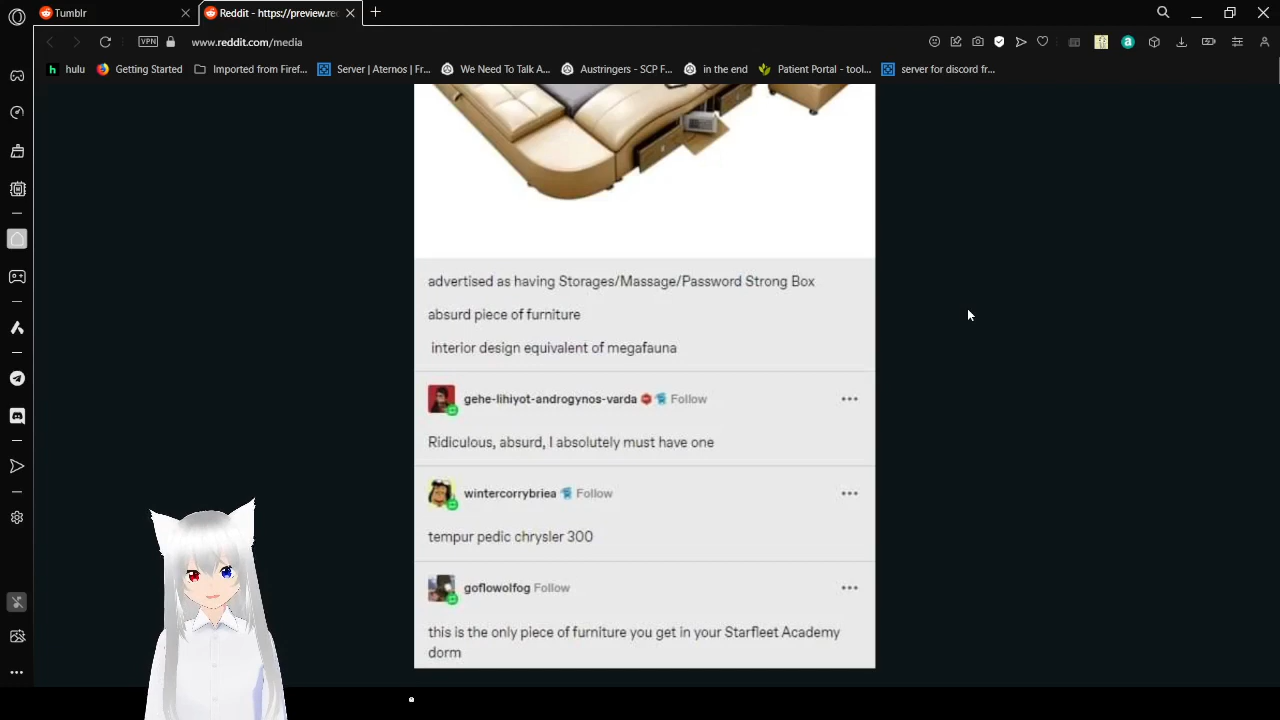 Tumblr
Reddit - https://preview.re
VPN
www.reddit.com/media
a
h hulu
Getting Started
Imported from Firef...
Server | Aternos | Fr...
We Need To Talk A...
Austringers - SCP F...
in the end
Patient Portal - tool...
server for discord fr...
advertised as having Storages/Massage/Password Strong Box
absurd piece of furniture
interior design equivalent of megafauna
gehe-lihiyot-androgynos-varda Follow
Ridiculous, absurd, I absolutely must have one
wintercorrybriea Follow
tempur pedic chrysler 300
goflowolfog Follow
this is the only piece of furniture you get in your Starfleet Academy
dorm